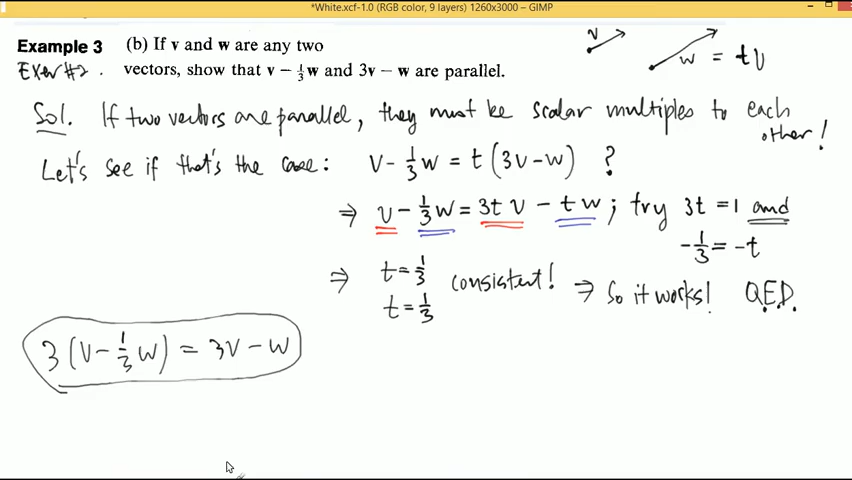 *White.xcf-1.0 (RGB color, 9 layers) 1260x3000 – GIMP
Example 3 (b) If v and w are any two
Exer #2. vectors, show that v − ⅓w and 3v − w are parallel.
v
w = tv
Sol. If two vectors are parallel, they must be scalar multiples to each other!
Let's see if that's the case: v − 1/3 w = t(3v − w) ?
⇒ v − 1/3 w = 3t v − t w; try 3t = 1 and
−1/3 = −t
⇒ t = 1/3
t = 1/3
consistent! ⇒ So it works! Q.E.D.
3(v − 1/3 w) = 3v − w